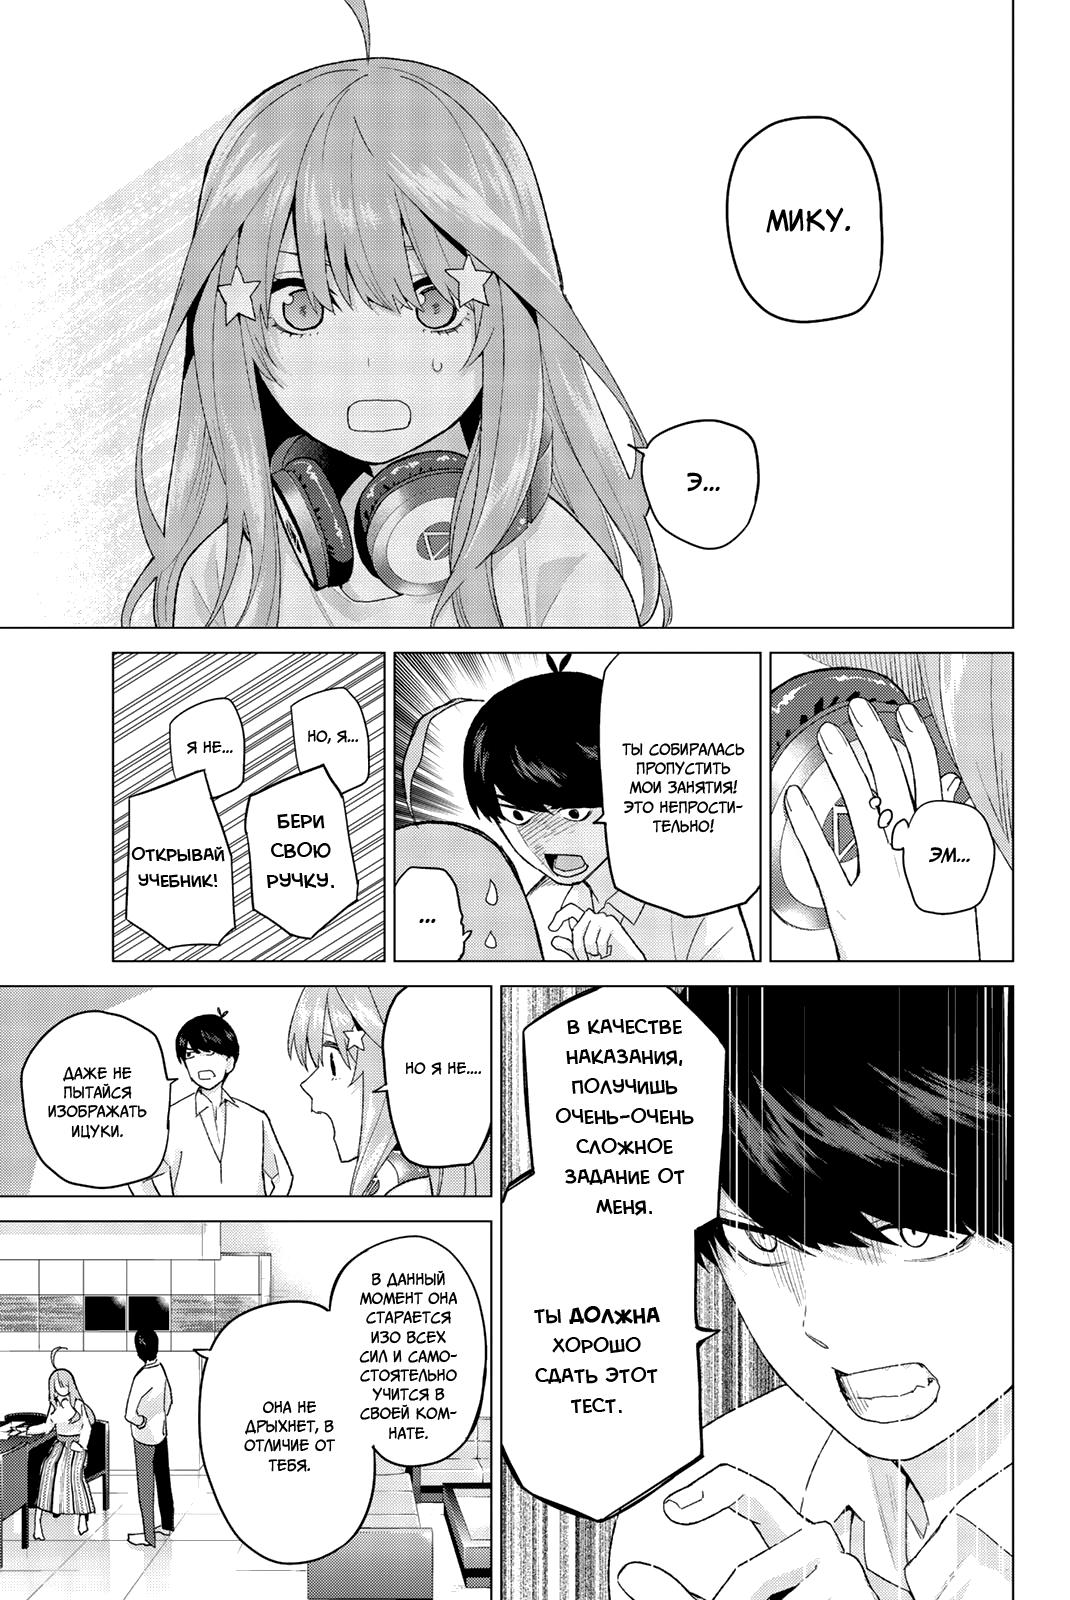 МИКУ.
Э...
ЭМ...
ТЫ СОБИРАЛАСЬ
ПРОПУСТИТЬ
МОИ ЗАНЯТИЯ!
ЭТО НЕПРОСТИ-
ТЕЛЬНО!
...
НО, Я...
БЕРИ
СВОЮ
РУЧКУ.
Я НЕ...
ОТКРЫВАЙ
УЧЕБНИК!
В КАЧЕСТВЕ
НАКАЗАНИЯ,
ПОЛУЧИШЬ
ОЧЕНЬ-ОЧЕНЬ
СЛОЖНОЕ
ЗАДАНИЕ ОТ
МЕНЯ.
ТЫ ДОЛЖНА
ХОРОШО
СДАТЬ ЭТОТ
ТЕСТ.
НО Я НЕ....
ДАЖЕ НЕ
ПЫТАЙСЯ
ИЗОБРАЖАТЬ
ИЦУКИ.
В ДАННЫЙ
МОМЕНТ ОНА
СТАРАЕТСЯ
ИЗО ВСЕХ
СИЛ И САМО-
СТОЯТЕЛЬНО
УЧИТСЯ В
СВОЕЙ КОМ-
НАТЕ.
ОНА НЕ
ДРЫХНЕТ, В
ОТЛИЧИЕ ОТ
ТЕБЯ.